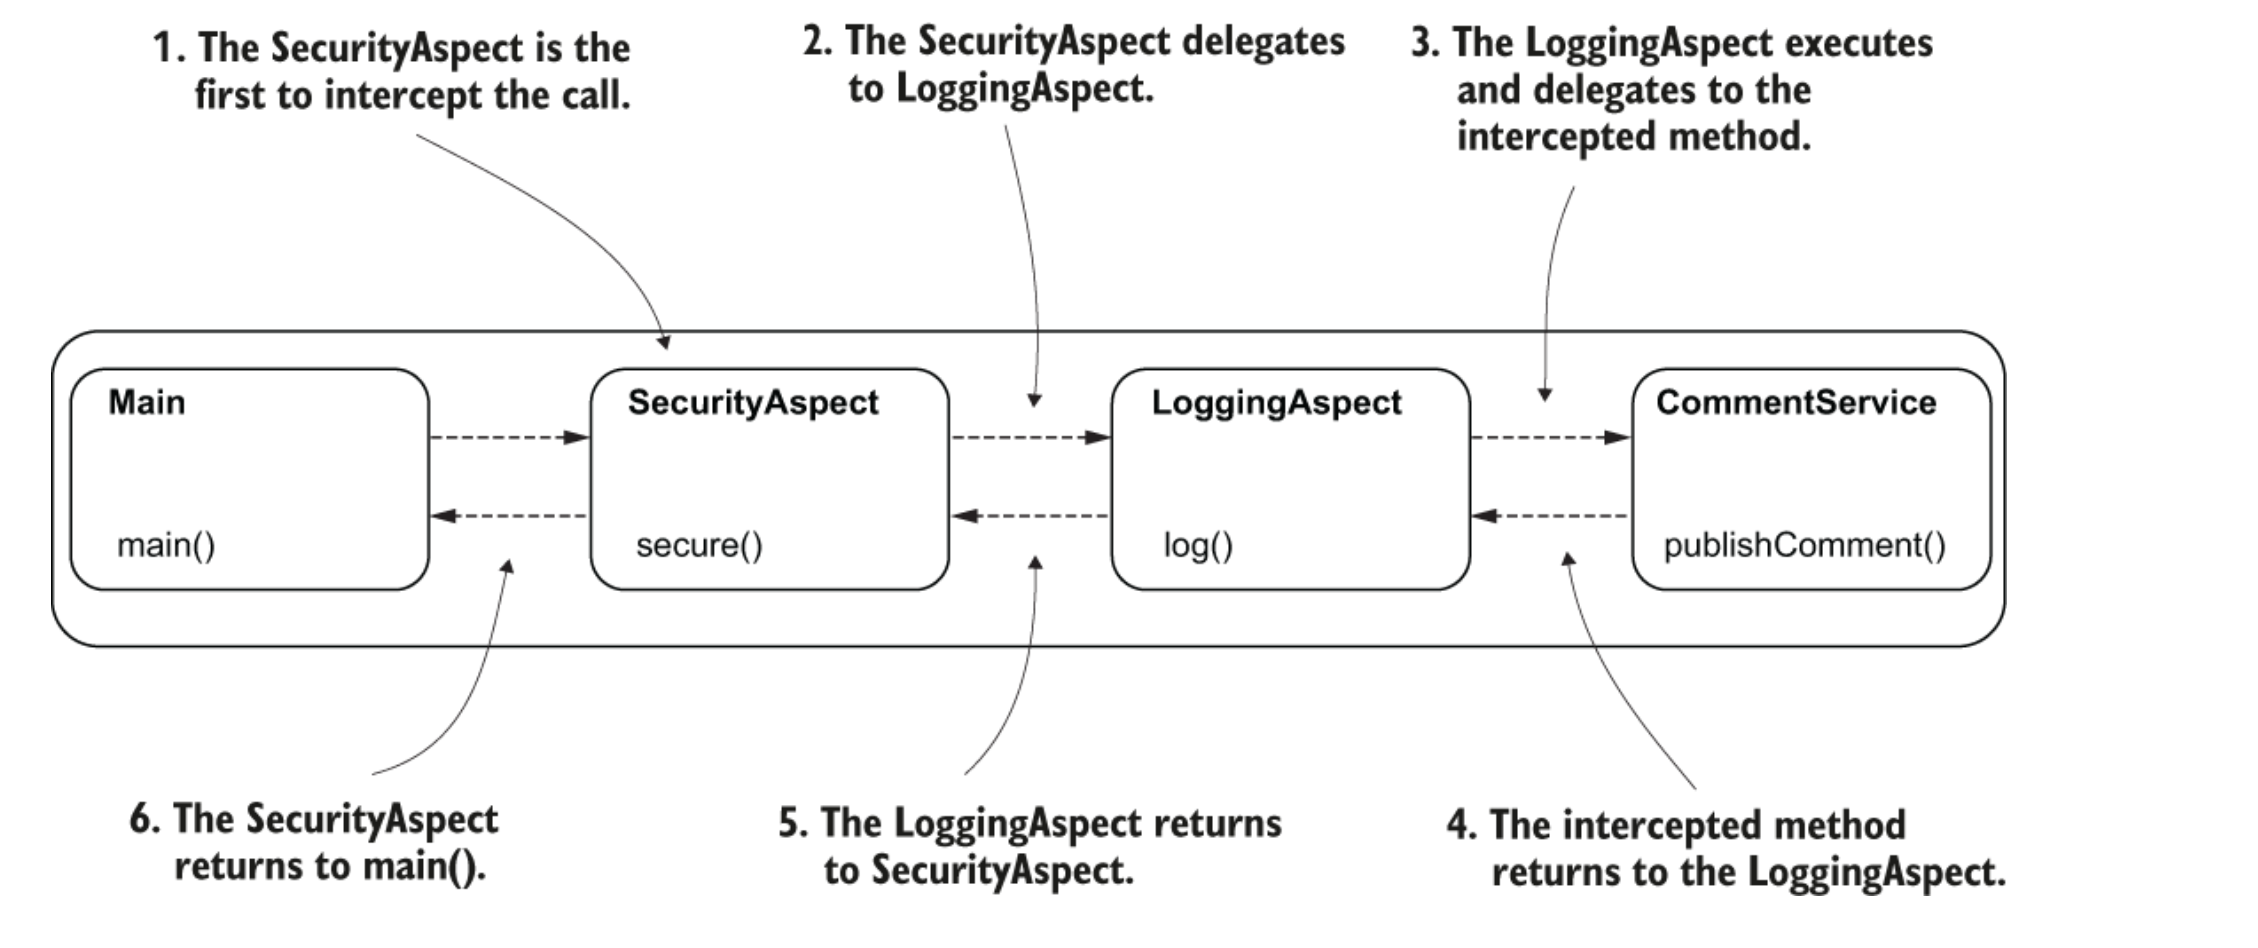 1. The SecurityAspect is the
first to intercept the call.
2. The SecurityAspect delegates
to LoggingAspect.
3. The LoggingAspect executes
and delegates to the
intercepted method.
Main
main()
SecurityAspect
secure()
LoggingAspect
log()
CommentService
publishComment()
6. The SecurityAspect
returns to main().
5. The LoggingAspect returns
to SecurityAspect.
4. The intercepted method
returns to the LoggingAspect.